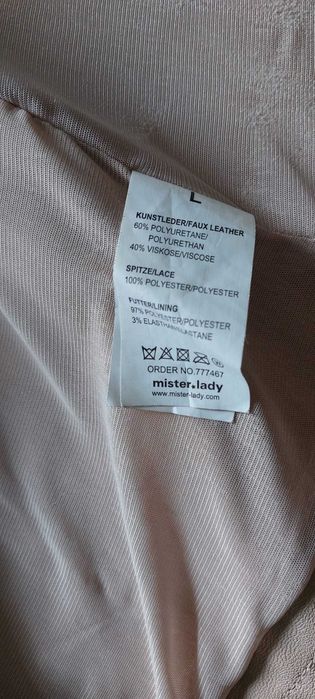 L
KUNSTLEDER/FAUX LEATHER
60% POLYURETANE/
POLYURETHAN
40% VISKOSE/VISCOSE
SPITZE/LACE
100% POLYESTER/POLYESTER
FUTTER/LINING
97% POLYESTER/POLYESTER
3% ELASTHAN/ELASTANE
ORDER NO.777467
mister.lady
www.mister-lady.com